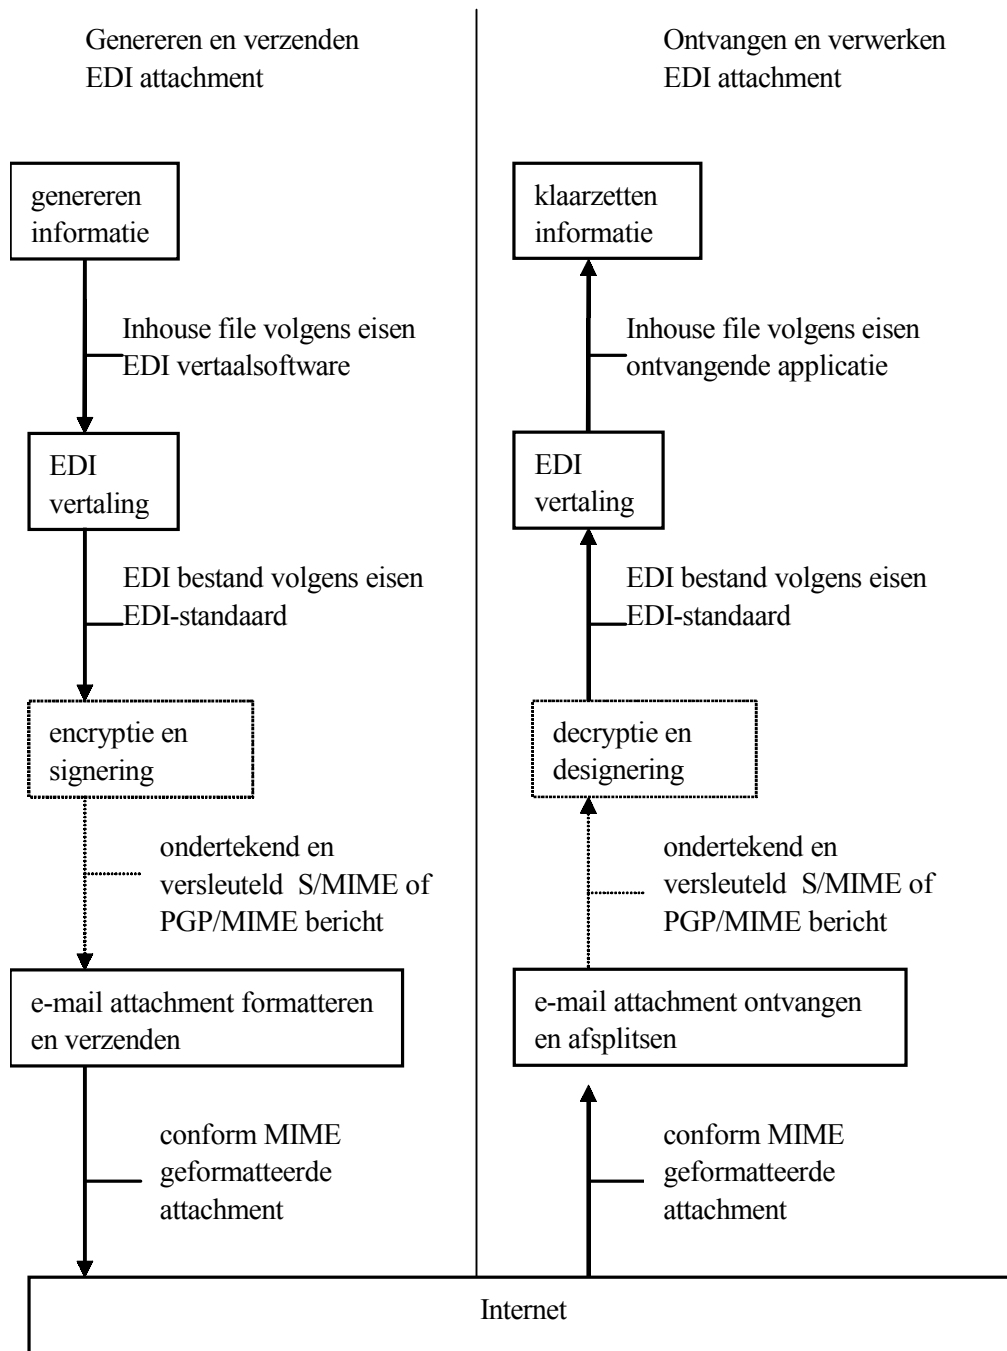 Genereren en verzenden
EDI attachment
genereren
informatie
Inhouse file volgens eisen
EDI vertaalsoftware
EDI
vertaling
EDI bestand volgens eisen
EDI-standaard
encryptie en
signering
ondertekend en
versleuteld S/MIME of
PGP/MIME bericht
e-mail attachment formatteren
en verzenden
conform MIME
geformatteerde
attachment
Ontvangen en verwerken
EDI attachment
klaarzetten
informatie
Inhouse file volgens eisen
ontvangende applicatie
EDI
vertaling
EDI bestand volgens eisen
EDI-standaard
decryptie en
designering
ondertekend en
versleuteld S/MIME of
PGP/MIME bericht
e-mail attachment ontvangen
en afsplitsen
conform MIME
geformatteerde
attachment
Internet